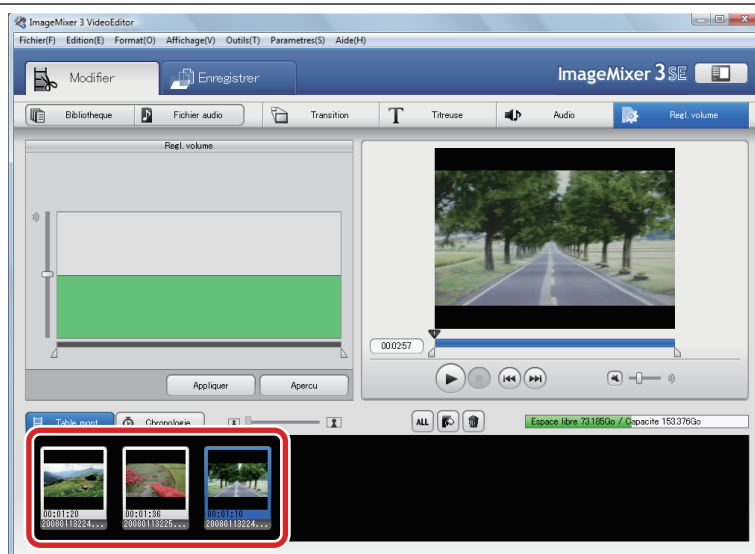 ImageMixer 3 VideoEditor
Fichier(F) Edition(E) Format(O) Affichage(V) Outils(T) Parametres(S) Aide(H)
Modifier Enregistrer ImageMixer 3 SE
Bibliotheque Fichier audio Transition T Titreuse Audio Regl. volume
Regl. volume
00:02:57
Appliquer Apercu
Table mont. Chronologie ALL Espace libre 73.185Go / Capacite 153.376Go
00:01:20 00:01:36 00:01:10
20080113224... 20080113225... 20080113224...